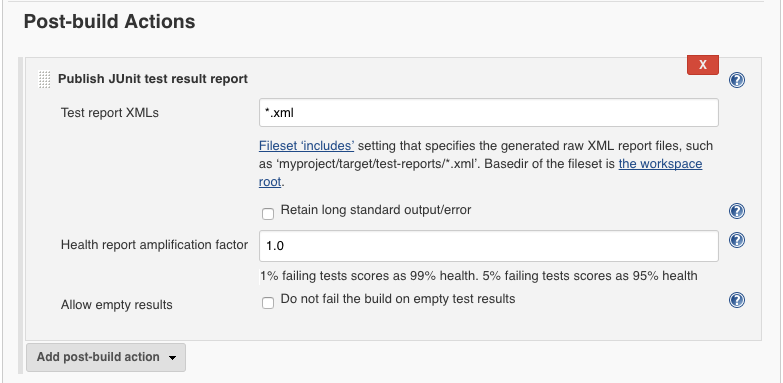 Post-build Actions
X
Publish JUnit test result report
?
Test report XMLs
*.xml
Fileset ‘includes’ setting that specifies the generated raw XML report files, such
as ‘myproject/target/test-reports/*.xml’. Basedir of the fileset is the workspace
root.
Retain long standard output/error
?
Health report amplification factor
1.0
?
1% failing tests scores as 99% health. 5% failing tests scores as 95% health
Allow empty results
Do not fail the build on empty test results
?
Add post-build action